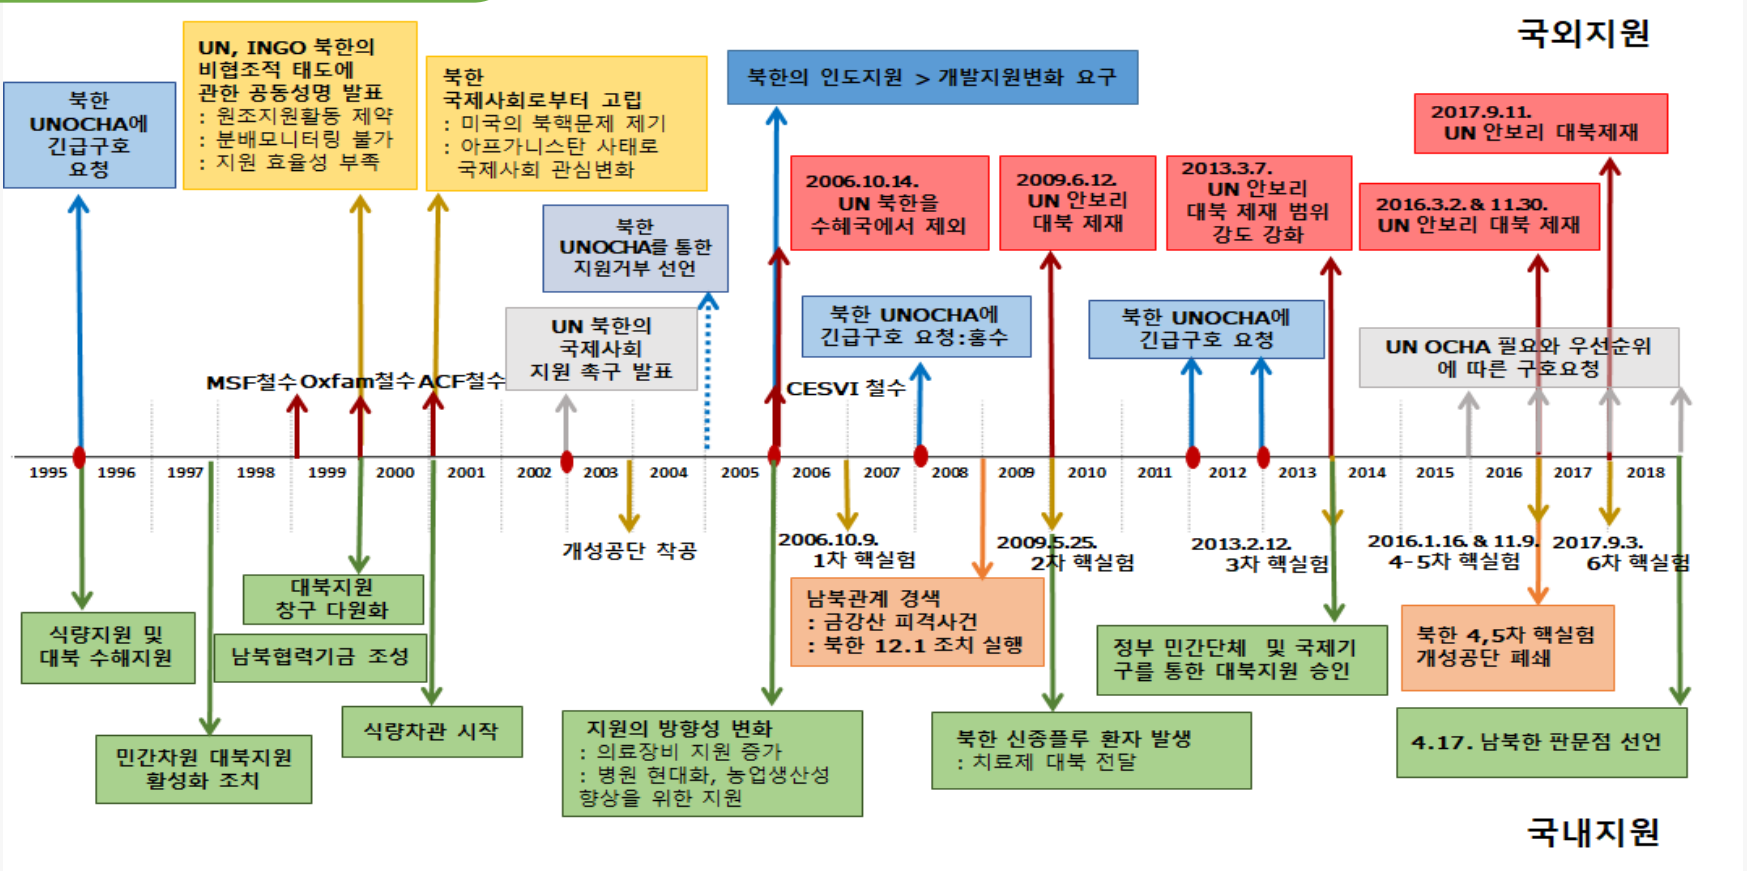 국외지원
북한
UNOCHA에
긴급구호
요청
UN, INGO 북한의
비협조적 태도에
관한 공동성명 발표
: 원조지원활동 제약
: 분배모니터링 불가
: 지원 효율성 부족
북한
국제사회로부터 고립
: 미국의 북핵문제 제기
: 아프가니스탄 사태로
국제사회 관심변화
북한의 인도지원 > 개발지원변화 요구
북한
UNOCHA를 통한
지원거부 선언
UN 북한의
국제사회
지원 촉구 발표
2006.10.14.
UN 북한을
수혜국에서 제외
2009.6.12.
UN 안보리
대북 제재
2013.3.7.
UN 안보리
대북 제재 범위
강도 강화
2017.9.11.
UN 안보리 대북제재
2016.3.2. & 11.30.
UN 안보리 대북 제재
북한 UNOCHA에
긴급구호 요청:홍수
북한 UNOCHA에
긴급구호 요청
UN OCHA 필요와 우선순위
에 따른 구호요청
MSF철수 Oxfam철수 ACF철수
CESVI 철수
1995 1996 1997 1998 1999 2000 2001 2002 2003 2004 2005 2006 2007 2008 2009 2010 2011 2012 2013 2014 2015 2016 2017 2018
개성공단 착공
2006.10.9.
1차 핵실험
2009.5.25.
2차 핵실험
2013.2.12.
3차 핵실험
2016.1.16. & 11.9.
4-5차 핵실험
2017.9.3.
6차 핵실험
식량지원 및
대북 수해지원
민간차원 대북지원
활성화 조치
대북지원
창구 다원화
남북협력기금 조성
식량차관 시작
지원의 방향성 변화
: 의료장비 지원 증가
: 병원 현대화, 농업생산성
향상을 위한 지원
남북관계 경색
: 금강산 피격사건
: 북한 12.1 조치 실행
북한 신종플루 환자 발생
: 치료제 대북 전달
정부 민간단체 및 국제기
구를 통한 대북지원 승인
북한 4,5차 핵실험
개성공단 폐쇄
4.17. 남북한 판문점 선언
국내지원